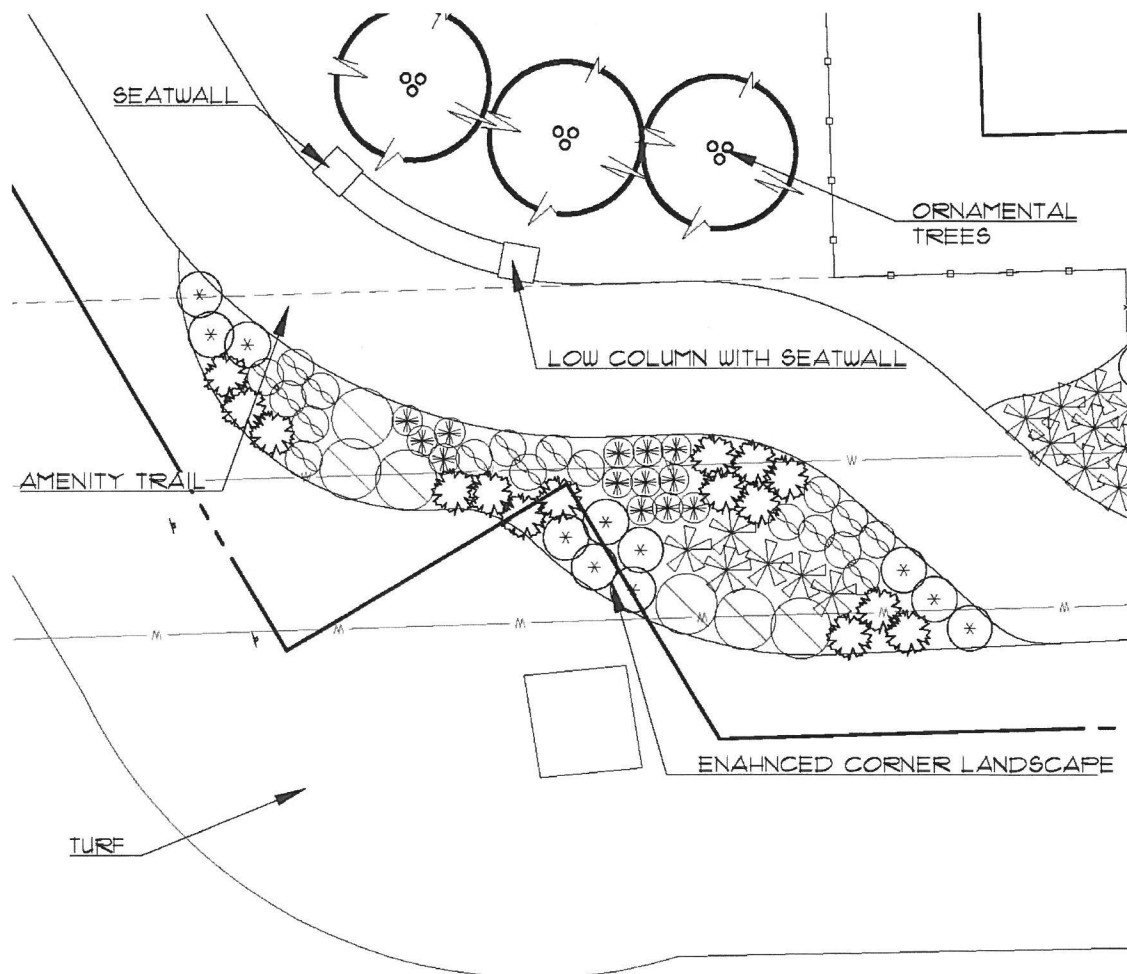 SEATWALL
ORNAMENTAL
TREES
LOW COLUMN WITH SEATWALL
AMENITY TRAIL
W
W
W
W
W
W
ENAHNCED CORNER LANDSCAPE
TURF